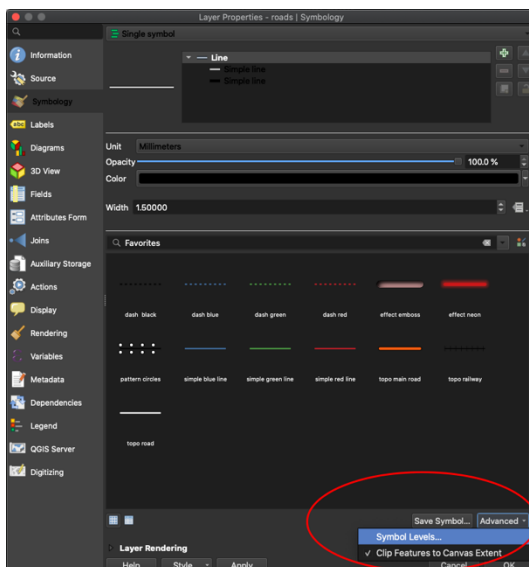 Layer Properties - roads | Symbology
Single symbol
Information
Source
Symbology
Labels
Diagrams
3D View
Fields
Attributes Form
Joins
Auxiliary Storage
Actions
Display
Rendering
Variables
Metadata
Dependencies
Legend
QGIS Server
Digitizing
Line
Simple line
Simple line
Unit Millimeters
Opacity 100.0 %
Color
Width 1.50000
Favorites
dash black dash blue dash green dash red effect emboss effect neon
pattern circles simple blue line simple green line simple red line topo main road topo railway
topo road
Save Symbol... Advanced
Symbol Levels...
✓ Clip Features to Canvas Extent
Layer Rendering
Help Style Apply Cancel OK